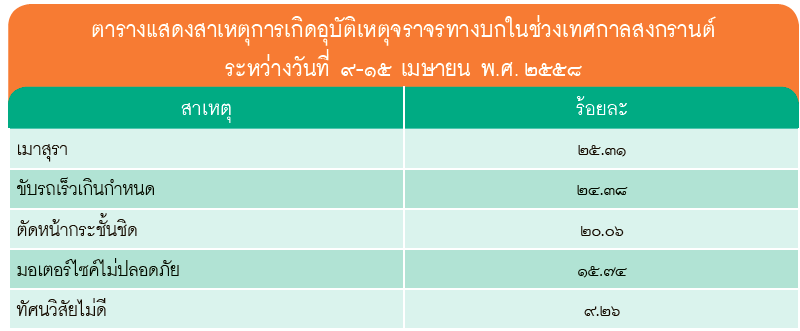 ตารางแสดงสาเหตุการเกิดอุบัติเหตุจราจรทางบกในช่วงเทศกาลสงกรานต์
ระหว่างวันที่ ๙-๑๕ เมษายน พ.ศ. ๒๕๕๘
สาเหตุ ร้อยละ
เมาสุรา ๒๕.๓๑
ขับรถเร็วเกินกำหนด ๒๔.๓๘
ตัดหน้ากระชั้นชิด ๒๐.๐๖
มอเตอร์ไซค์ไม่ปลอดภัย ๑๕.๗๔
ทัศนวิสัยไม่ดี ๙.๒๖